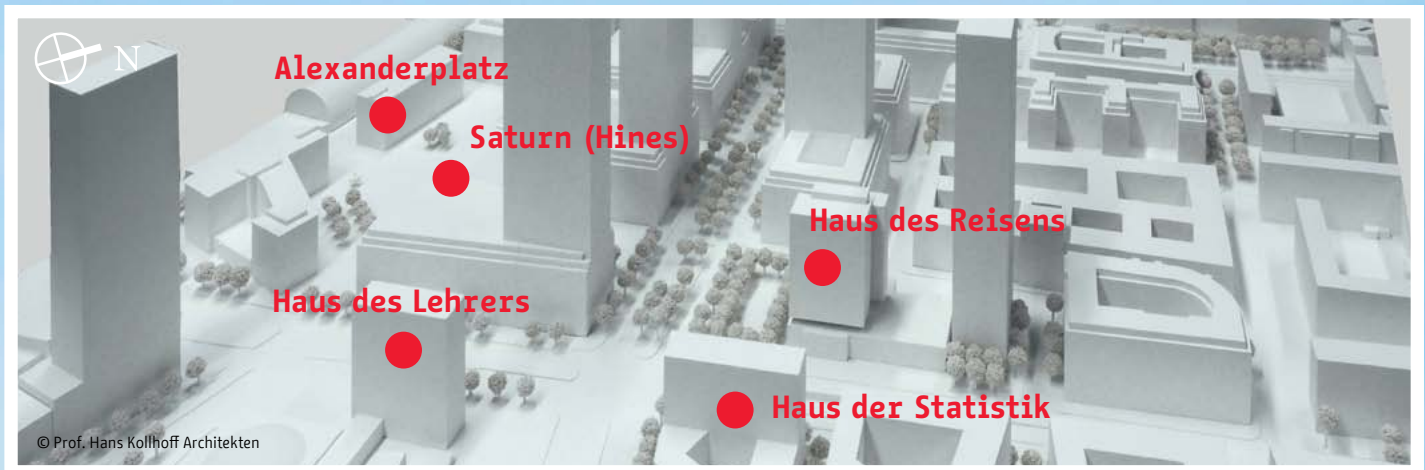 N
Alexanderplatz
Saturn (Hines)
Haus des Reisens
Haus des Lehrers
Haus der Statistik
© Prof. Hans Kollhoff Architekten